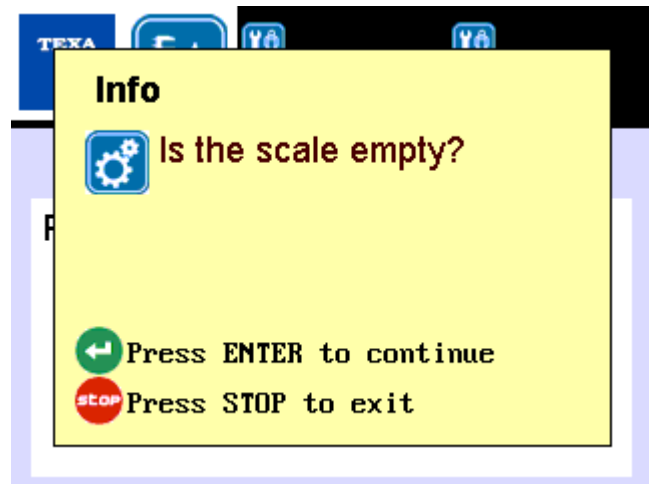 TEXA
Info
Is the scale empty?
Press ENTER to continue
stop Press STOP to exit